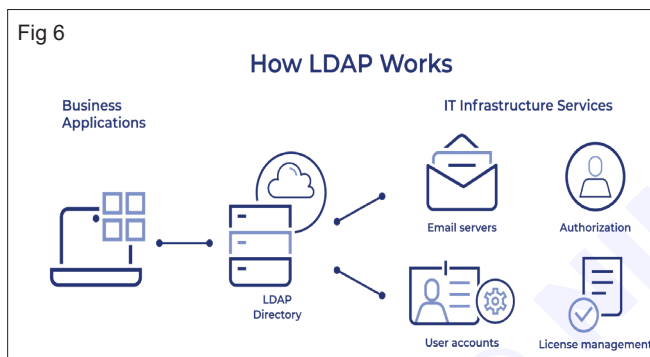 Fig 6
How LDAP Works
Business
Applications
IT Infrastructure Services
LDAP
Directory
Email servers
Authorization
User accounts
License management